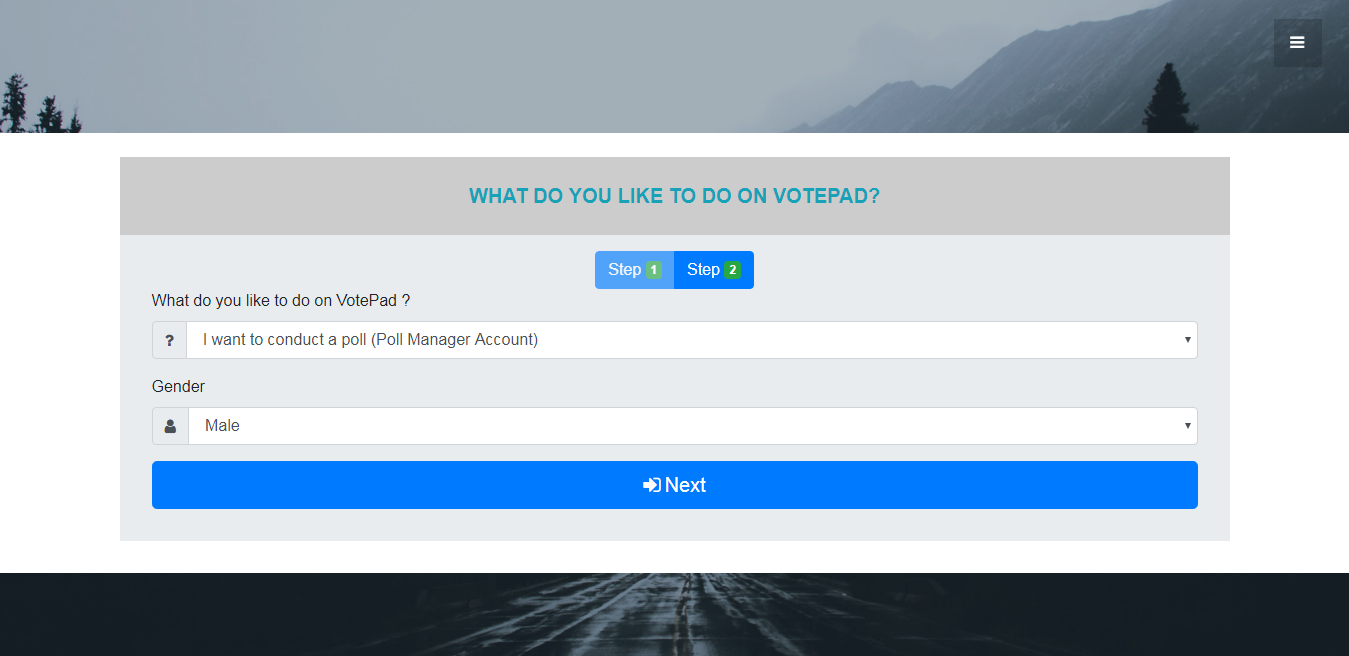 WHAT DO YOU LIKE TO DO ON VOTEPAD?
Step 1 Step 2
What do you like to do on VotePad ?
? I want to conduct a poll (Poll Manager Account)
Gender
Male
Next